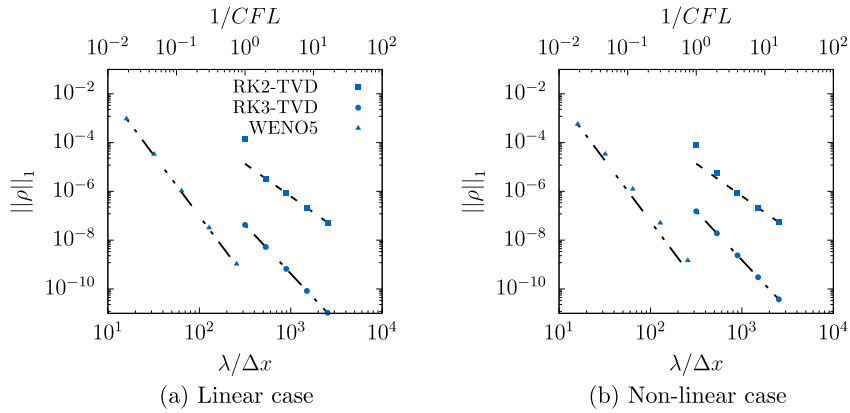 1/CFL
10^-2 10^-1 10^0 10^1 10^2
10^-2
10^-4
10^-6
10^-8
10^-10
||ρ||_1
RK2-TVD
RK3-TVD
WENO5
10^1 10^2 10^3 10^4
λ/Δx
(a) Linear case
1/CFL
10^-2 10^-1 10^0 10^1 10^2
10^-2
10^-4
10^-6
10^-8
10^-10
||ρ||_1
10^1 10^2 10^3 10^4
λ/Δx
(b) Non-linear case